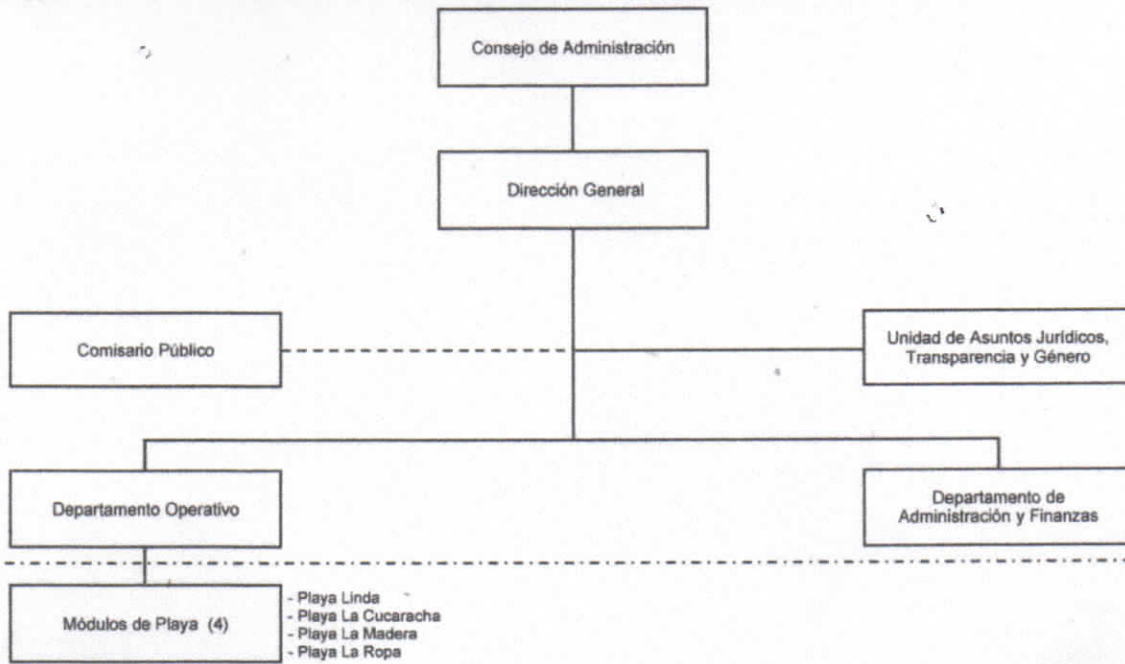 Consejo de Administración
Dirección General
Comisario Público
Unidad de Asuntos Jurídicos,
Transparencia y Género
Departamento Operativo
Departamento de
Administración y Finanzas
Módulos de Playa (4)
- Playa Linda
- Playa La Cucaracha
- Playa La Madera
- Playa La Ropa